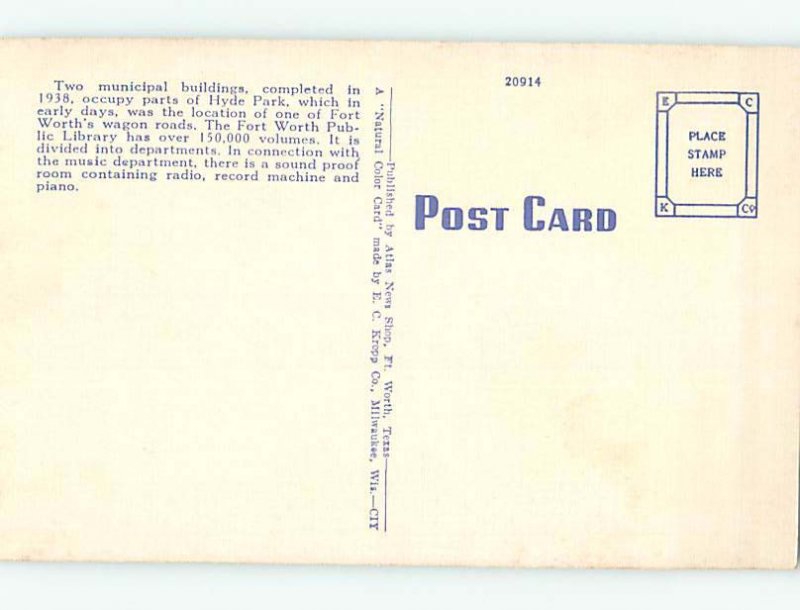 Two municipal buildings, completed in
1938, occupy parts of Hyde Park, which in
early days, was the location of one of Fort
Worth's wagon roads. The Fort Worth Pub-
lic Library has over 150,000 volumes. It is
divided into departments. In connection with
the music department, there is a sound proof
room containing radio, record machine and
piano.
—Published by Atlas News Shop, Ft. Worth, Texas—
A "Natural Color Card" made by E. C. Kropp Co., Milwaukee, Wis.—CIY
20914
POST CARD
E C
PLACE
STAMP
HERE
K Co